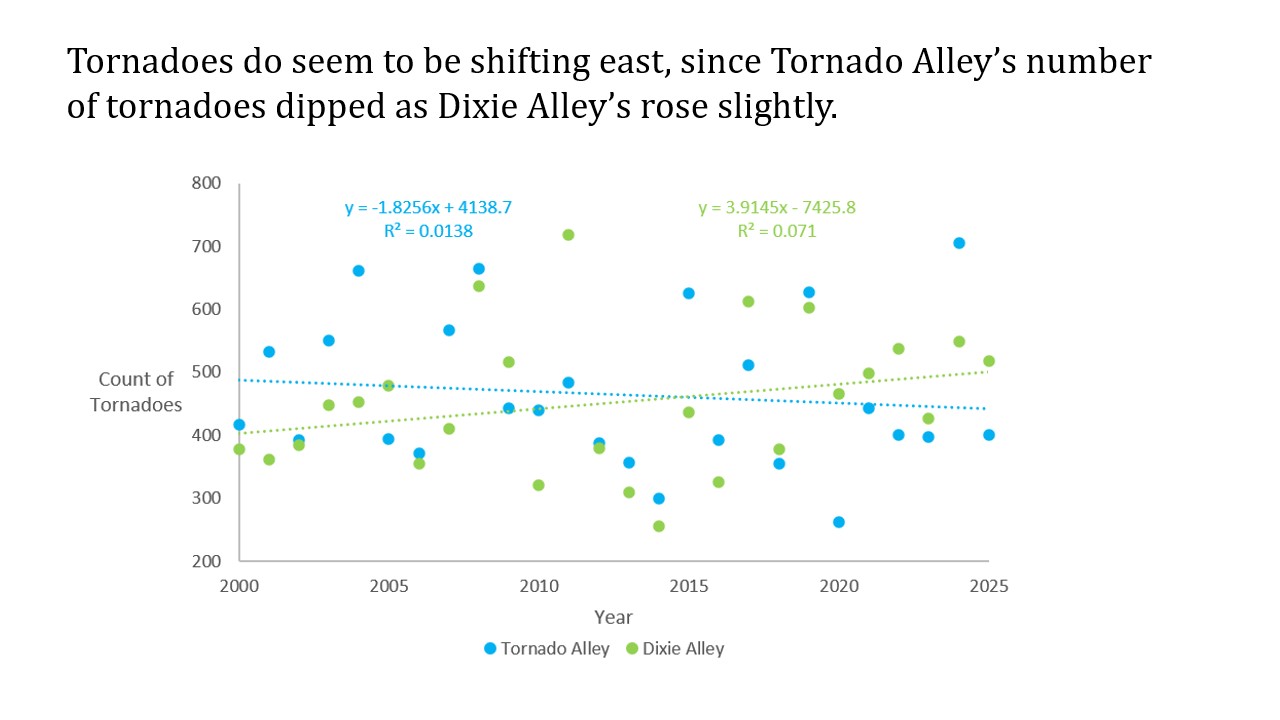 Tornadoes do seem to be shifting east, since Tornado Alley’s number
of tornadoes dipped as Dixie Alley’s rose slightly.
800
y = -1.8256x + 4138.7
R² = 0.0138
y = 3.9145x - 7425.8
R² = 0.071
700
600
500
Count of
Tornadoes
400
300
200
2000 2005 2010 2015 2020 2025
Year
Tornado Alley Dixie Alley